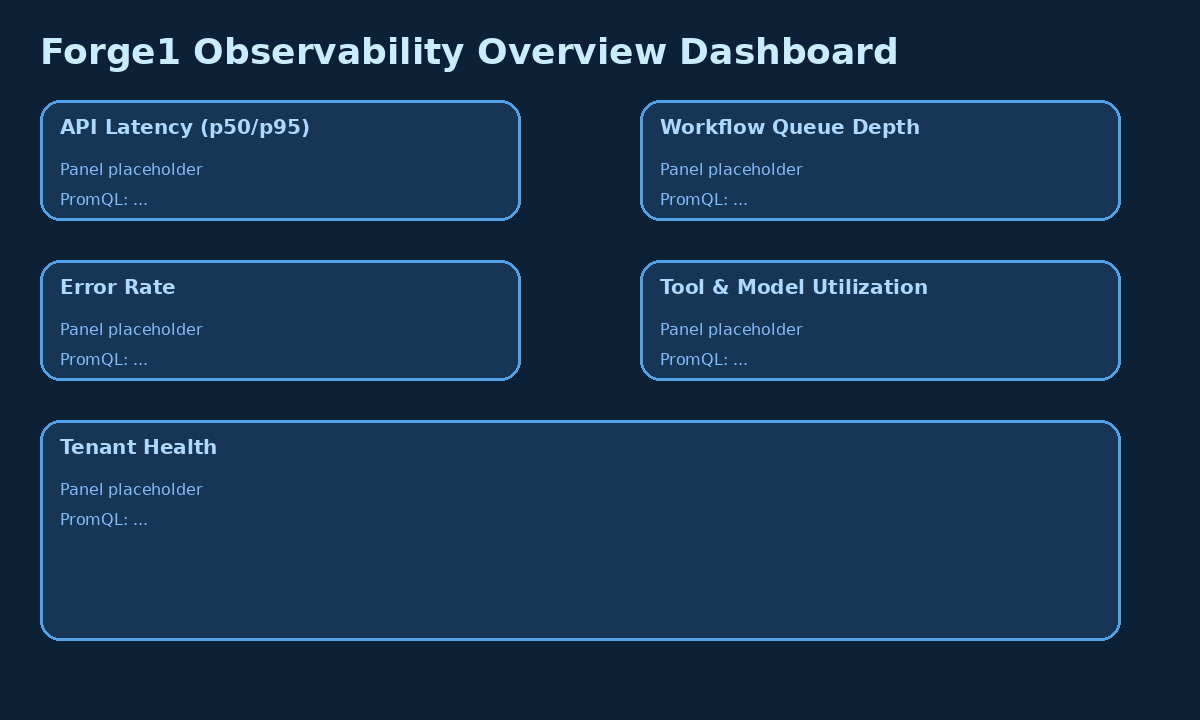 Forge1 Observability Overview Dashboard
API Latency (p50/p95)
Panel placeholder
PromQL: ...
Workflow Queue Depth
Panel placeholder
PromQL: ...
Error Rate
Panel placeholder
PromQL: ...
Tool & Model Utilization
Panel placeholder
PromQL: ...
Tenant Health
Panel placeholder
PromQL: ...